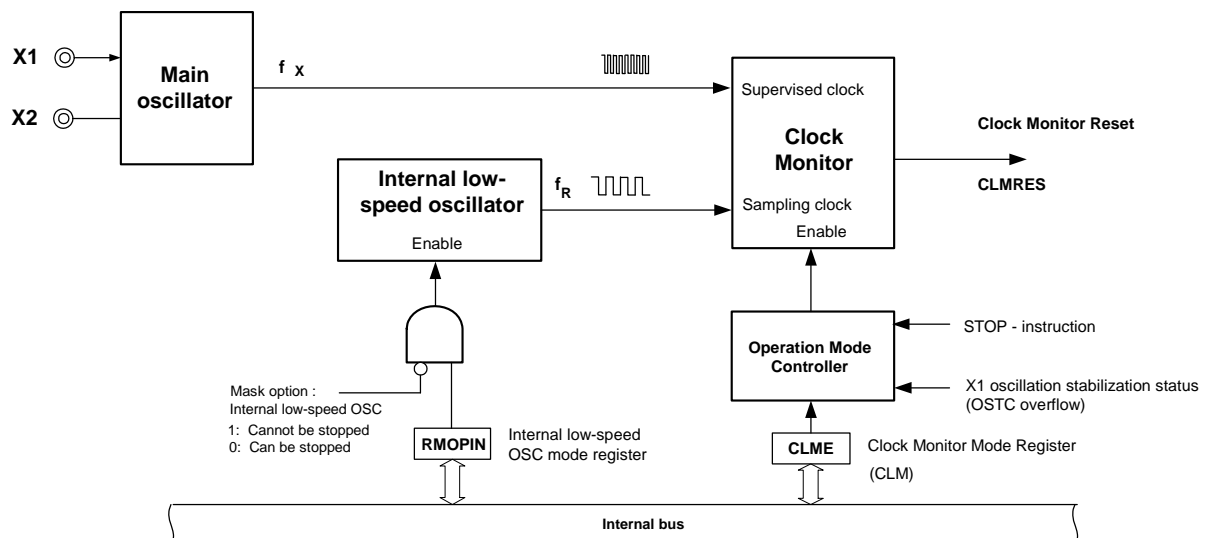 X1
X2
Main
oscillator
f X
Supervised clock
Clock
Monitor
Sampling clock
Enable
Clock Monitor Reset
CLMRES
Internal low-
speed oscillator
Enable
fR
Operation Mode
Controller
STOP - instruction
X1 oscillation stabilization status
(OSTC overflow)
Mask option :
Internal low-speed OSC
1: Cannot be stopped
0: Can be stopped
RMOPIN
Internal low-speed
OSC mode register
CLME
Clock Monitor Mode Register
(CLM)
Internal bus